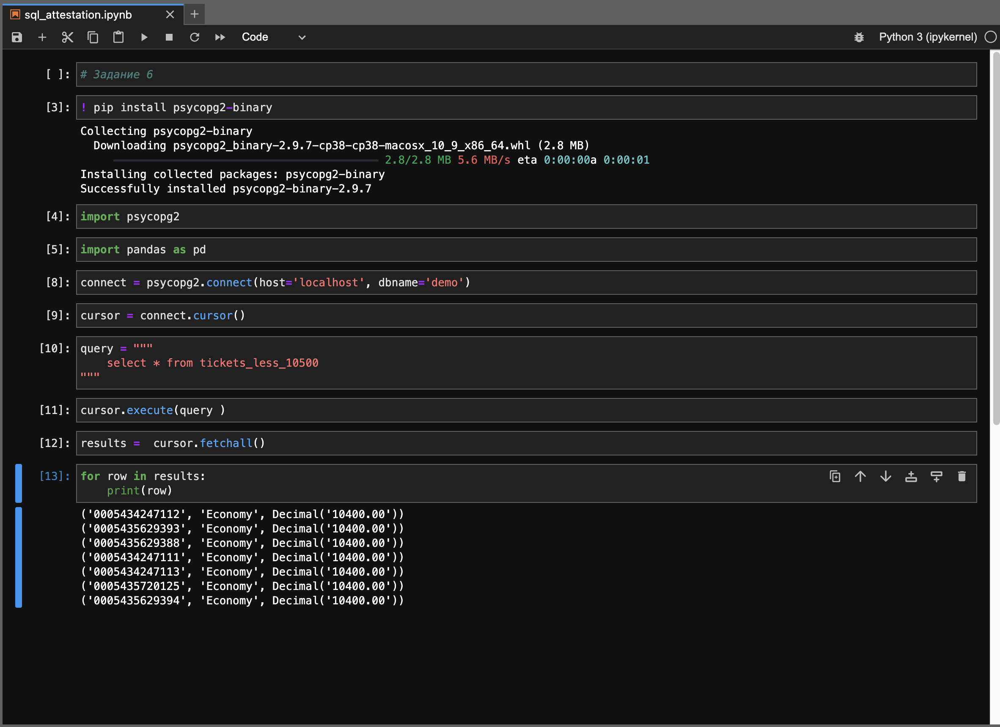 sql_attestation.ipynb
Code
Python 3 (ipykernel)
[ ]: # Задание 6
[3]: ! pip install psycopg2-binary
Collecting psycopg2-binary
  Downloading psycopg2_binary-2.9.7-cp38-cp38-macosx_10_9_x86_64.whl (2.8 MB)
2.8/2.8 MB 5.6 MB/s eta 0:00:00a 0:00:01
Installing collected packages: psycopg2-binary
Successfully installed psycopg2-binary-2.9.7
[4]: import psycopg2
[5]: import pandas as pd
[8]: connect = psycopg2.connect(host='localhost', dbname='demo')
[9]: cursor = connect.cursor()
[10]: query = """
    select * from tickets_less_10500
"""
[11]: cursor.execute(query )
[12]: results =  cursor.fetchall()
[13]: for row in results:
    print(row)
('0005434247112', 'Economy', Decimal('10400.00'))
('0005435629393', 'Economy', Decimal('10400.00'))
('0005435629388', 'Economy', Decimal('10400.00'))
('0005434247111', 'Economy', Decimal('10400.00'))
('0005434247113', 'Economy', Decimal('10400.00'))
('0005435720125', 'Economy', Decimal('10400.00'))
('0005435629394', 'Economy', Decimal('10400.00'))